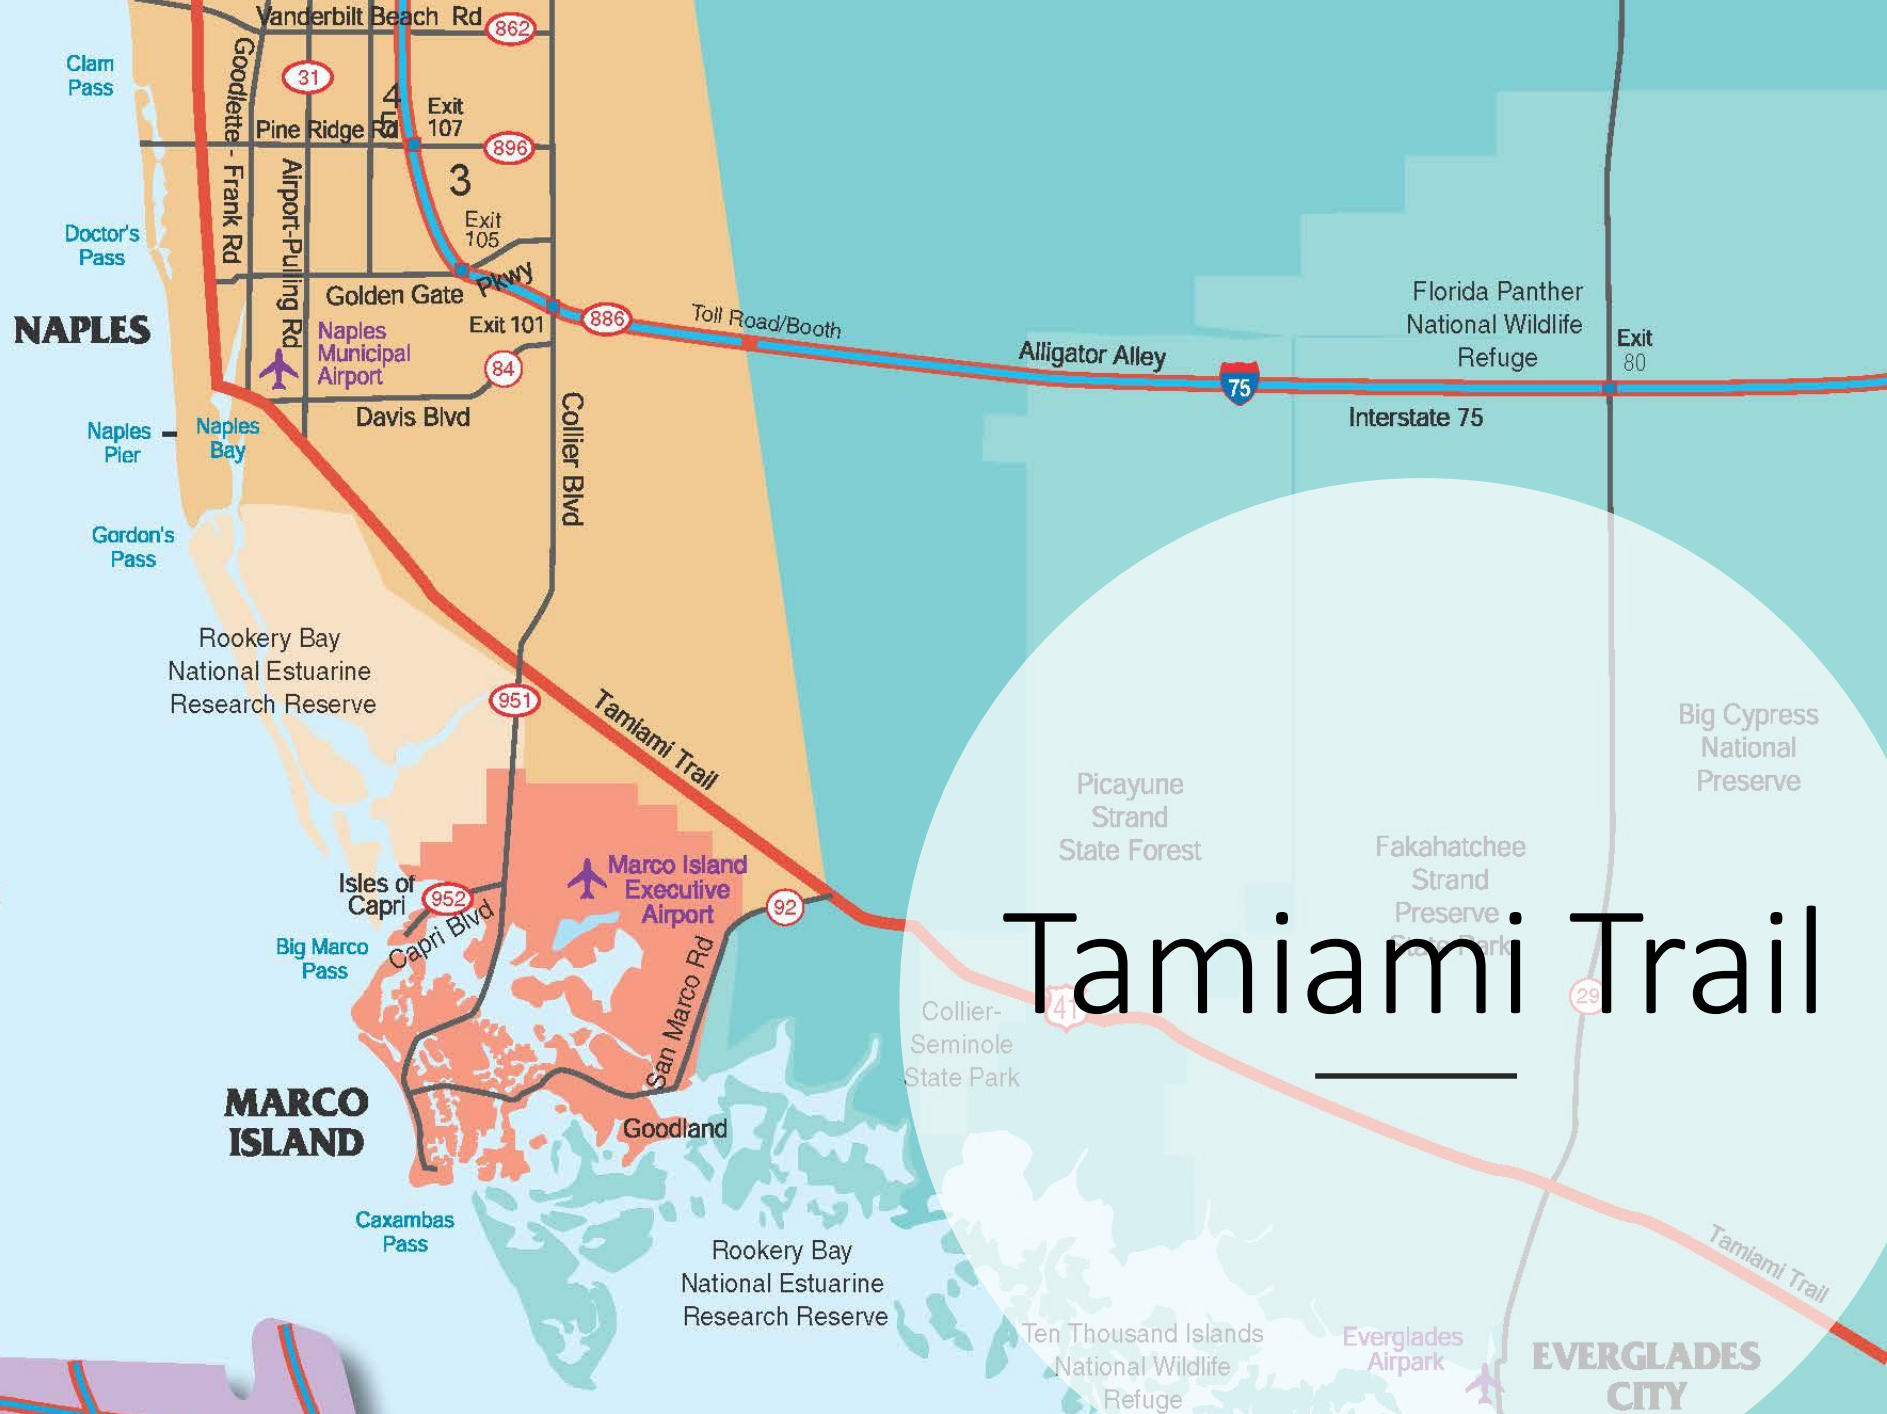 Vanderbilt Beach Rd
862
Clam
Pass
Goodlette - Frank Rd
31
4
5
Exit
107
Pine Ridge Rd
896
Airport-Pulling Rd
3
Doctor's
Pass
Exit
105
Golden Gate Pkwy
NAPLES
Naples
Municipal
Airport
Exit 101
886
Toll Road/Booth
84
Davis Blvd
Alligator Alley
75
Interstate 75
Florida Panther
National Wildlife
Refuge
Exit
80
Naples
Pier
Naples
Bay
Collier Blvd
Gordon's
Pass
Rookery Bay
National Estuarine
Research Reserve
951
Tamiami Trail
Big Cypress
National
Preserve
Picayune
Strand
State Forest
Fakahatchee
Strand
Preserve
State Park
Isles of
Capri
952
Capri Blvd
Marco Island
Executive
Airport
92
San Marco Rd
Big Marco
Pass
Tamiami Trail
41
29
Collier-
Seminole
State Park
MARCO
ISLAND
Goodland
Caxambas
Pass
Rookery Bay
National Estuarine
Research Reserve
Tamiami Trail
Ten Thousand Islands
National Wildlife
Refuge
Everglades
Airpark
EVERGLADES
CITY